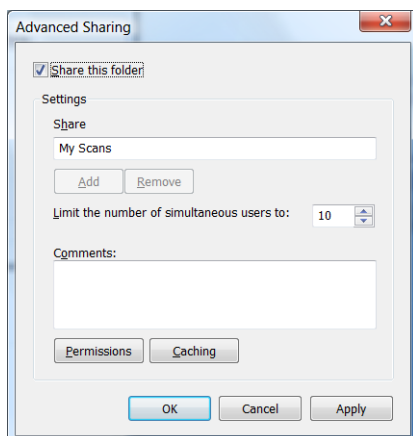 Advanced Sharing
Share this folder
Settings
Share
My Scans
Add Remove
Limit the number of simultaneous users to: 10
Comments:
Permissions Caching
OK Cancel Apply